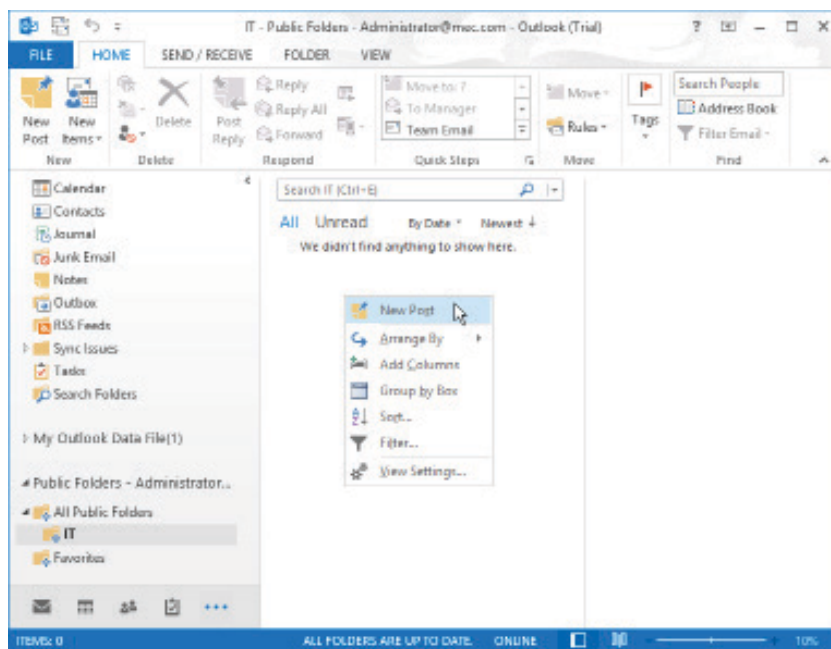 IT - Public Folders - Administrator@mec.com - Outlook (Trial)
FILE HOME SEND / RECEIVE FOLDER VIEW
New Post
New Items
Delete
Post Reply
Reply
Reply All
Forward
Move to: ?
To Manager
Team Email
Move
Rules
Tags
Search People
Address Book
Filter Email
New Delete Respond Quick Steps Move Find
Calendar
Contacts
Journal
Junk Email
Notes
Outbox
RSS Feeds
Sync Issues
Tasks
Search Folders
My Outlook Data File(1)
Public Folders - Administrator...
All Public Folders
IT
Favorites
Search IT (Ctrl+E)
All Unread By Date Newest
We didn't find anything to show here.
New Post
Arrange By
Add Columns
Group by Box
Sort...
Filter...
View Settings...
ITEMS: 0 ALL FOLDERS ARE UP TO DATE. ONLINE 10%